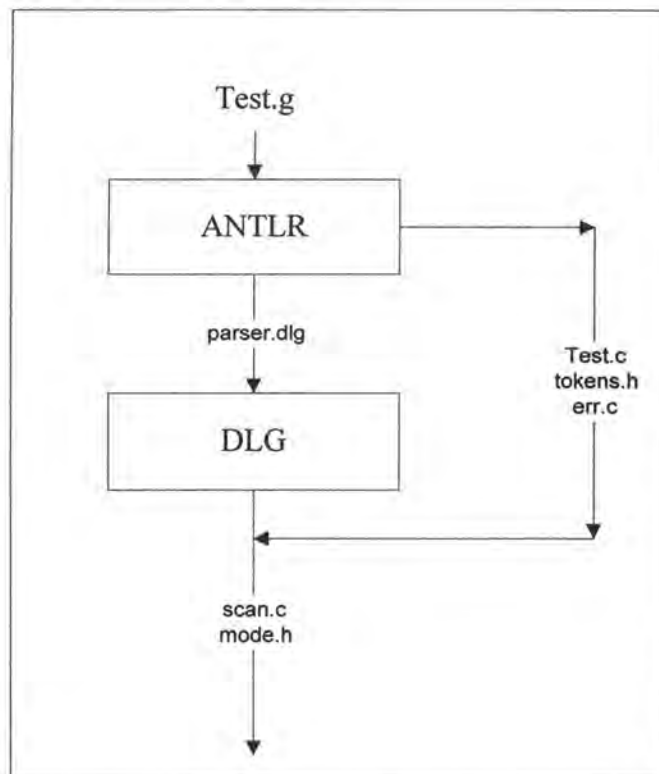 Test.g
ANTLR
parser.dlg
Test.c
tokens.h
err.c
DLG
scan.c
mode.h